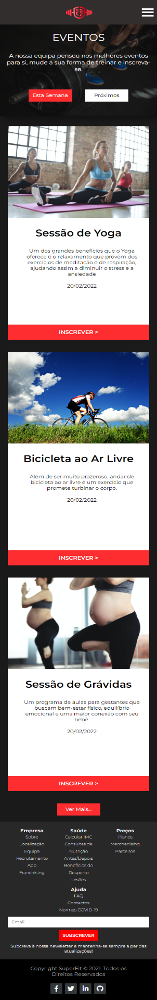 EVENTOS
A nossa equipa pensou nos melhores eventos
para si, mude a sua forma de treinar e inscreva-
se.
Esta Semana
Próximos
Sessão de Yoga
Um dos grandes benefícios que o Yoga
oferece é o relaxamento que provém dos
exercícios de meditação e de respiração,
ajudando assim a diminuir o stress e a
ansiedade
20/02/2022
INSCREVER >
Bicicleta ao Ar Livre
Além de ser muito prazeroso, andar de
bicicleta ao ar livre é um exercício que
promete turbinar o corpo.
20/02/2022
INSCREVER >
Sessão de Grávidas
Um programa de aulas para gestantes que
buscam bem-estar físico, equilíbrio
emocional e uma maior conexão com seu
bebê.
20/02/2022
INSCREVER >
Ver Mais...
Empresa
Sobre
Localização
Equipa
Recrutamento
App
Franchising
Saúde
Calcular IMC
Consultas de
Nutrição
Antes/Depois
Benefícios do
Desporto
Lesões
Preços
Planos
Merchadising
Parceiros
Ajuda
FAQ
Contactos
Normas COVID-19
Email
SUBSCREVER
Subcreva à nossa newsletter e mantenha-se sempre a par das
atualizações!
Copyright SuperFit © 2021. Todos os
Direitos Reservados